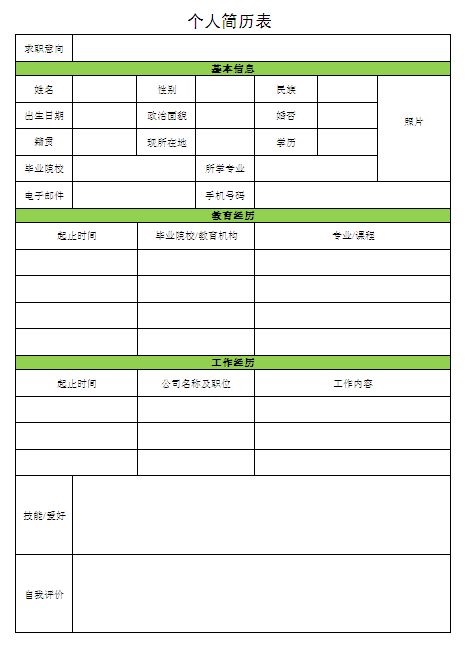 个人简历表
求职意向
基本信息
姓名 性别 民族
出生日期 政治面貌 婚否
照片
籍贯 现所在地 学历
毕业院校 所学专业
电子邮件 手机号码
教育经历
起止时间 毕业院校/教育机构 专业/课程
工作经历
起止时间 公司名称及职位 工作内容
技能/爱好
自我评价